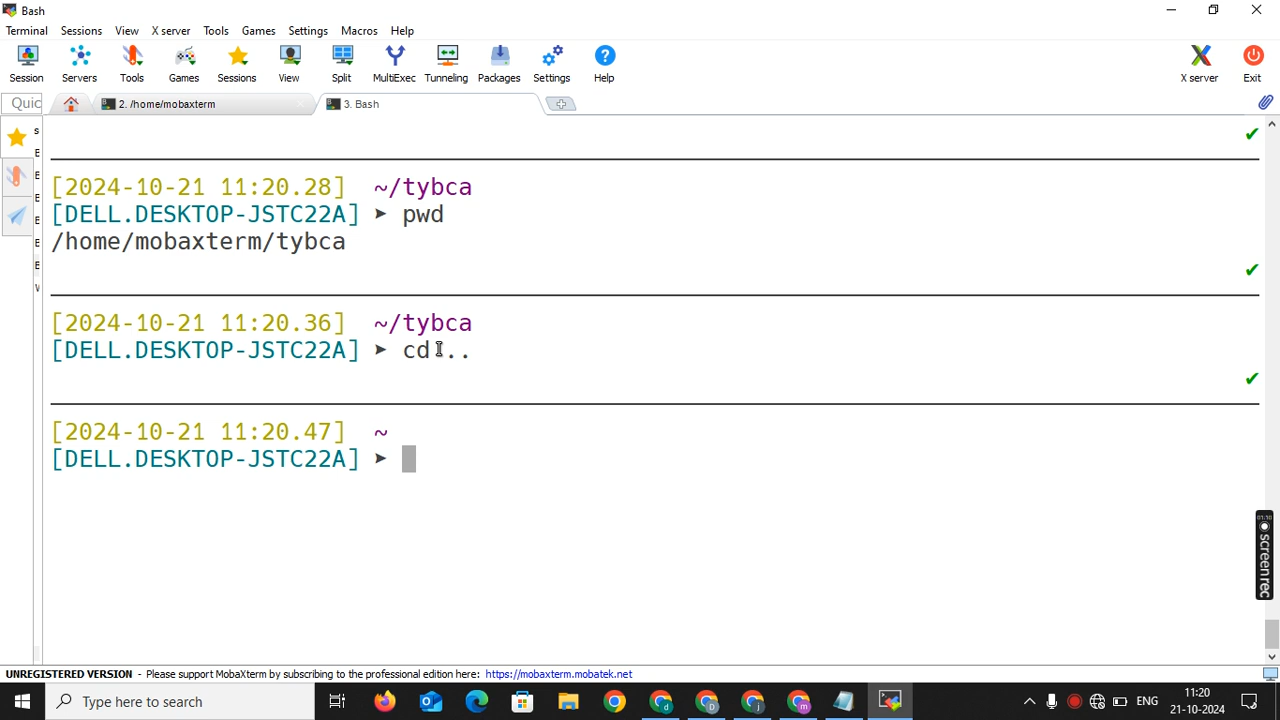 Bash
Terminal Sessions View X server Tools Games Settings Macros Help
Session Servers Tools Games Sessions View Split MultiExec Tunneling Packages Settings Help X server Exit
Quic 2. /home/mobaxterm 3. Bash
[2024-10-21 11:20.28] ~/tybca
[DELL.DESKTOP-JSTC22A] ➤ pwd
/home/mobaxterm/tybca
✔
[2024-10-21 11:20.36] ~/tybca
[DELL.DESKTOP-JSTC22A] ➤ cd ..
✔
[2024-10-21 11:20.47] ~
[DELL.DESKTOP-JSTC22A] ➤
01:10
screenrec
UNREGISTERED VERSION - Please support MobaXterm by subscribing to the professional edition here: https://mobaxterm.mobatek.net
Type here to search
ENG
11:20
21-10-2024